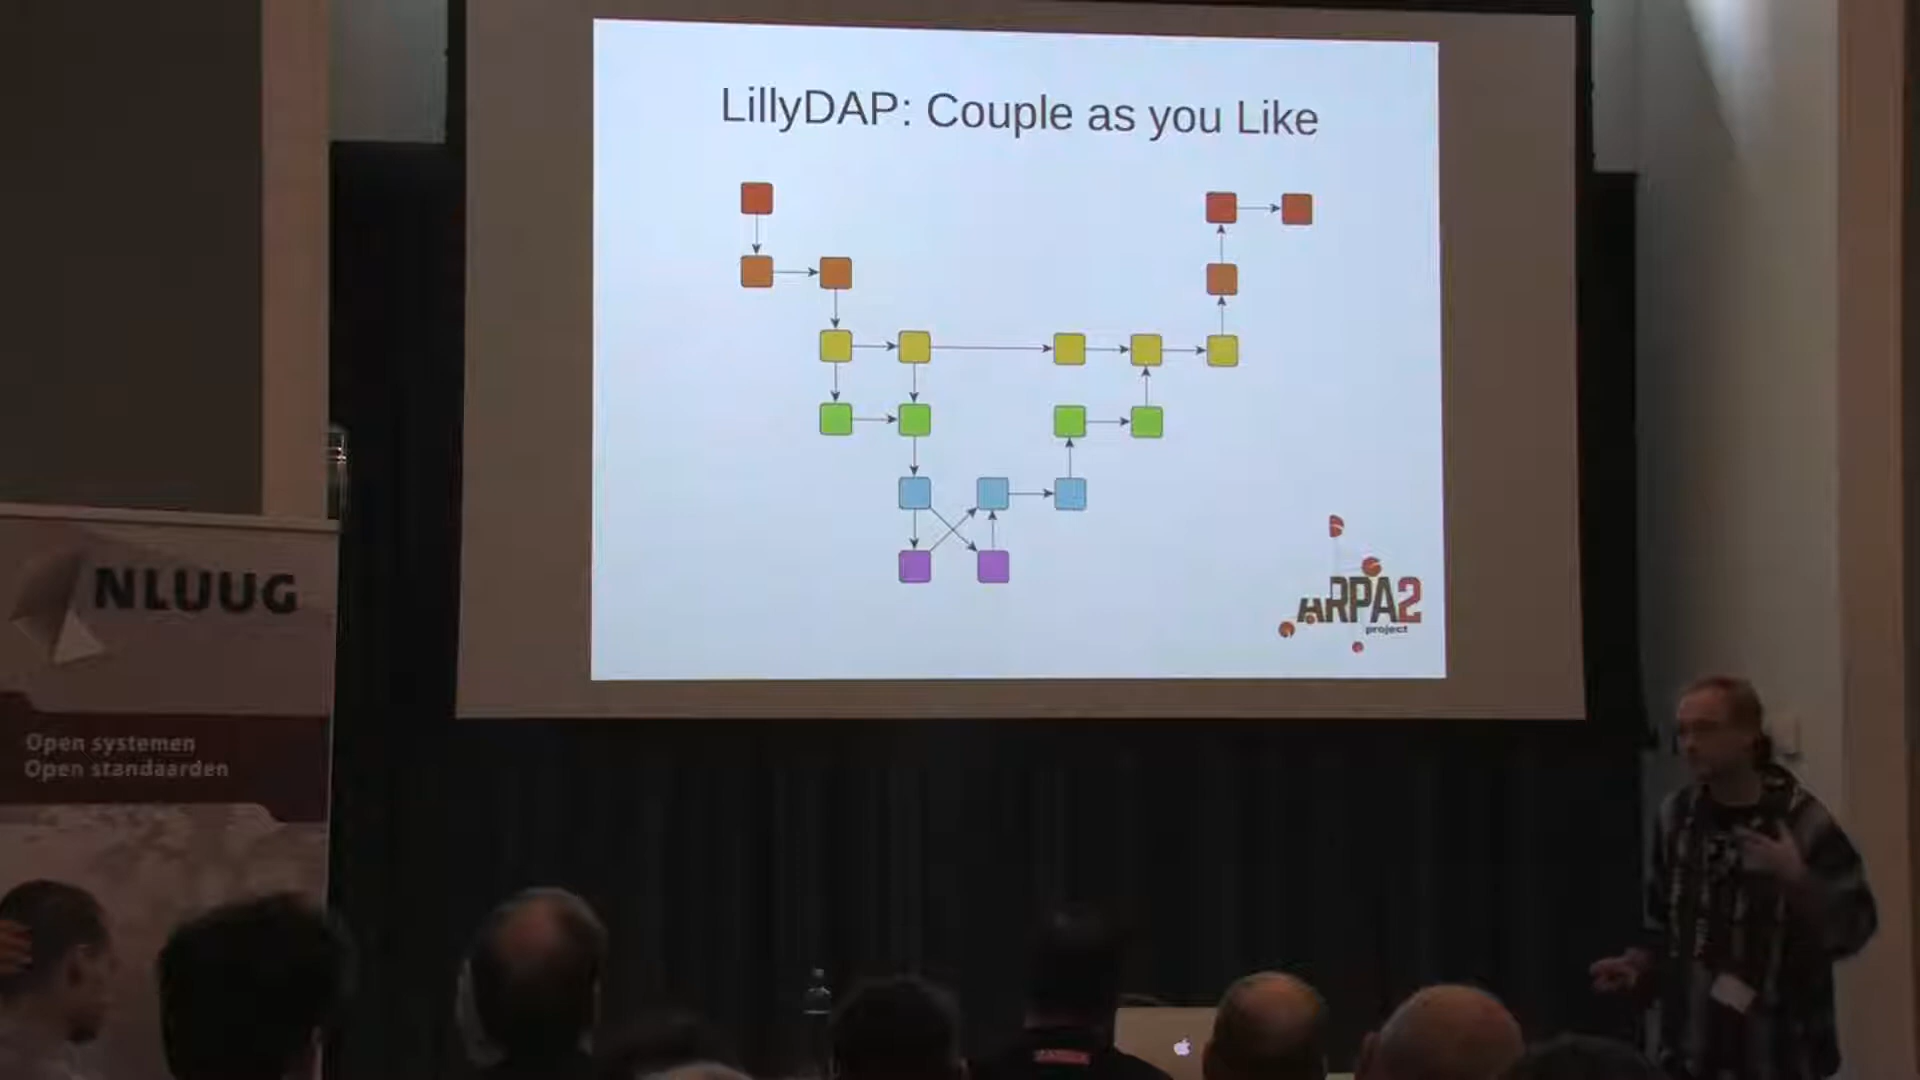 LillyDAP: Couple as you Like
ARPA2
project
NLUUG
Open systemen
Open standaarden